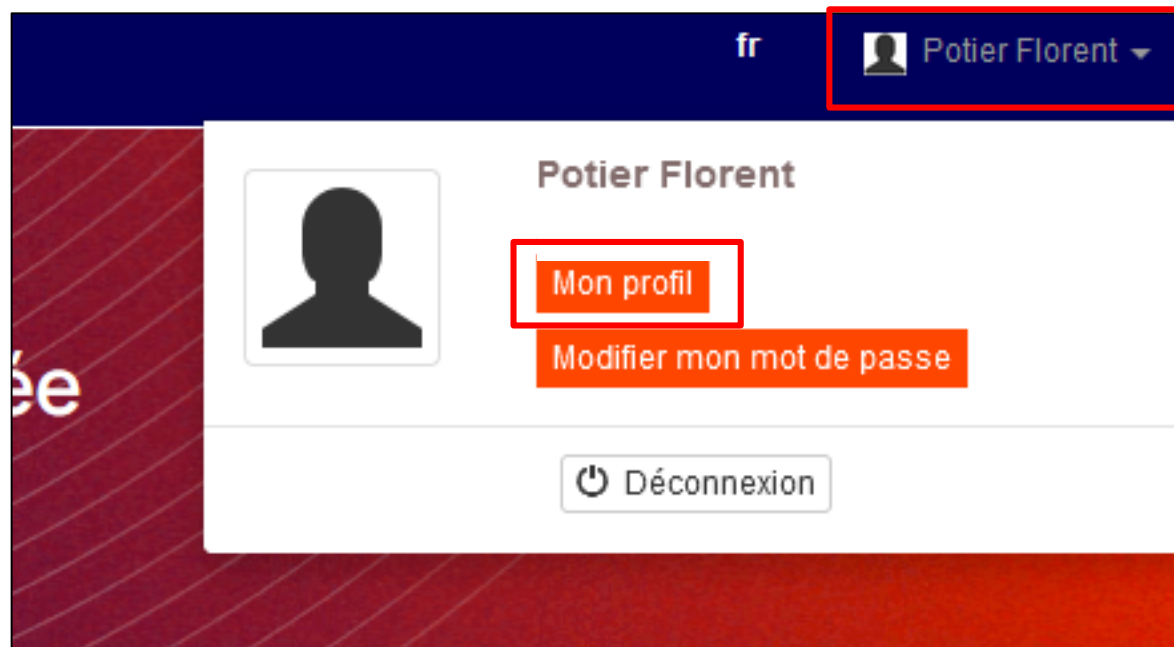 fr Potier Florent
Potier Florent
Mon profil
Modifier mon mot de passe
ée
Déconnexion